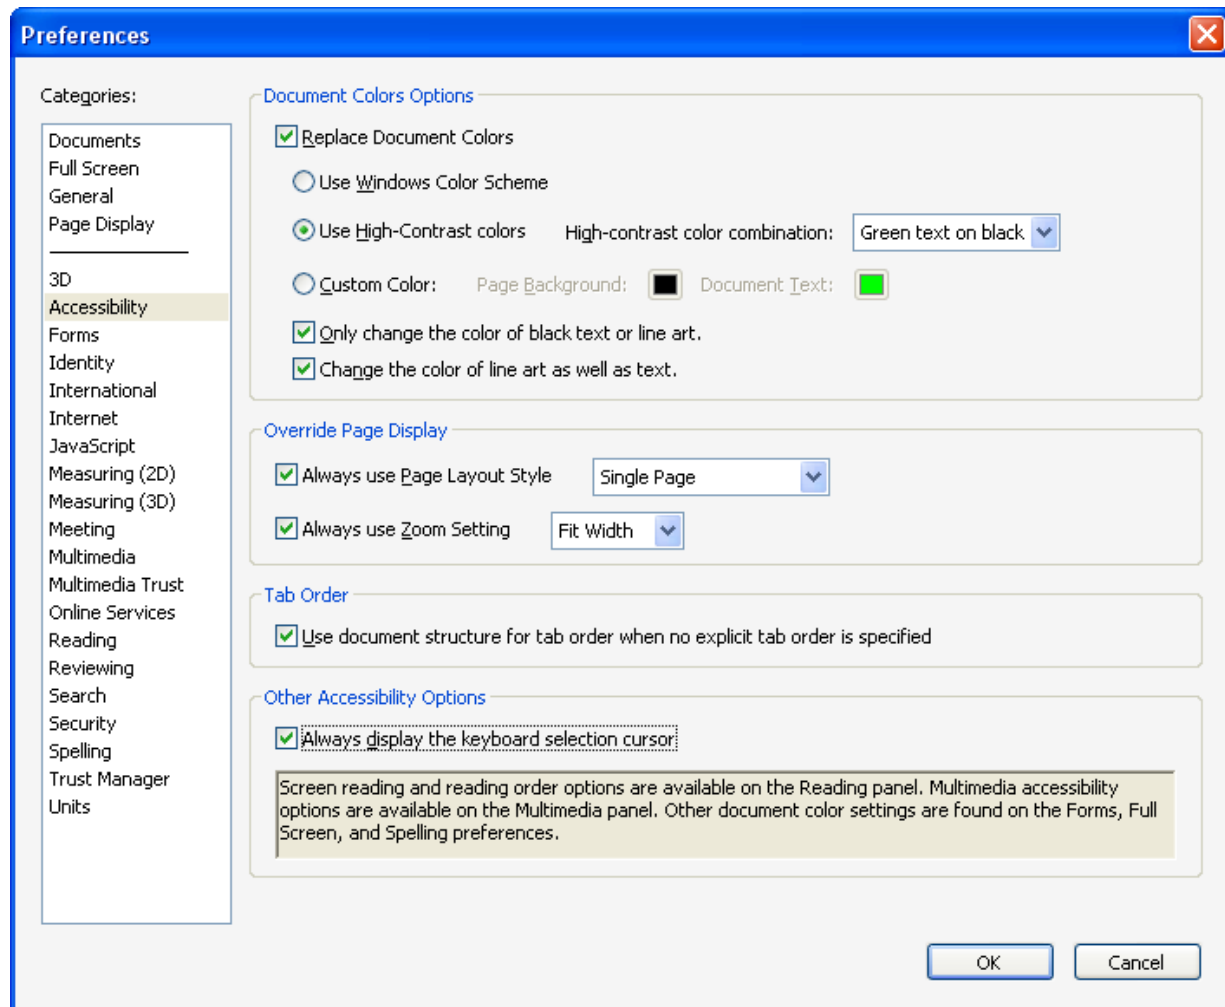 Preferences
Categories:
Documents
Full Screen
General
Page Display
3D
Accessibility
Forms
Identity
International
Internet
JavaScript
Measuring (2D)
Measuring (3D)
Meeting
Multimedia
Multimedia Trust
Online Services
Reading
Reviewing
Search
Security
Spelling
Trust Manager
Units
Document Colors Options
Replace Document Colors
Use Windows Color Scheme
Use High-Contrast colors High-contrast color combination: Green text on black
Custom Color: Page Background: Document Text:
Only change the color of black text or line art.
Change the color of line art as well as text.
Override Page Display
Always use Page Layout Style Single Page
Always use Zoom Setting Fit Width
Tab Order
Use document structure for tab order when no explicit tab order is specified
Other Accessibility Options
Always display the keyboard selection cursor
Screen reading and reading order options are available on the Reading panel. Multimedia accessibility
options are available on the Multimedia panel. Other document color settings are found on the Forms, Full
Screen, and Spelling preferences.
OK Cancel